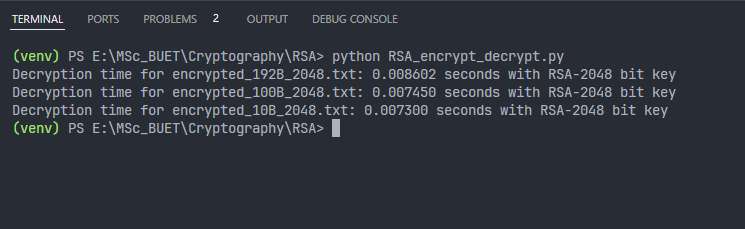 TERMINAL PORTS PROBLEMS 2 OUTPUT DEBUG CONSOLE
(venv) PS E:\MSc_BUET\Cryptography\RSA> python RSA_encrypt_decrypt.py
Decryption time for encrypted_192B_2048.txt: 0.008602 seconds with RSA-2048 bit key
Decryption time for encrypted_100B_2048.txt: 0.007450 seconds with RSA-2048 bit key
Decryption time for encrypted_10B_2048.txt: 0.007300 seconds with RSA-2048 bit key
(venv) PS E:\MSc_BUET\Cryptography\RSA>